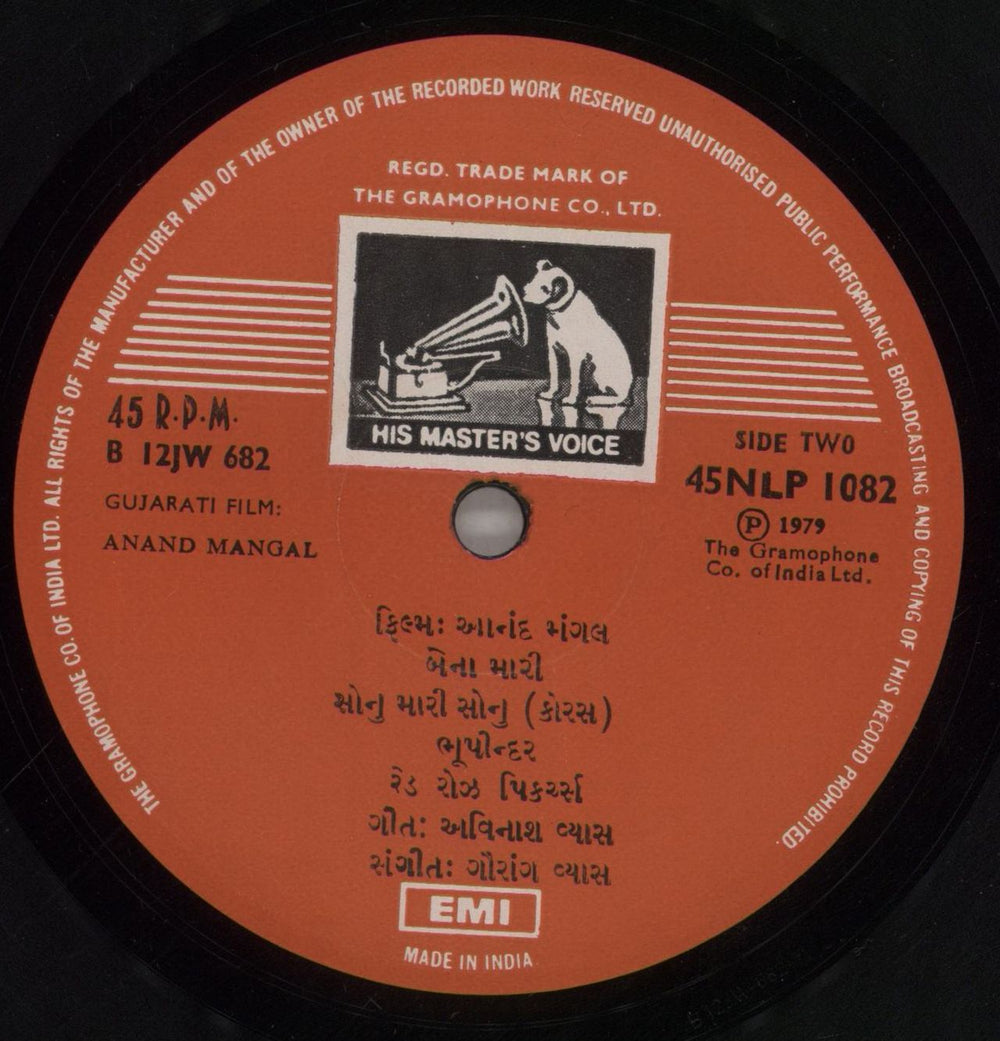 THE GRAMOPHONE CO. OF INDIA LTD. ALL RIGHTS OF THE MANUFACTURER AND OF THE OWNER OF THE RECORDED WORK RESERVED UNAUTHORISED PUBLIC PERFORMANCE BROADCASTING AND COPYING OF THIS RECORD PROHIBITED
REGD. TRADE MARK OF
THE GRAMOPHONE CO., LTD.
HIS MASTER'S VOICE
45 R.P.M.
B 12JW 682
GUJARATI FILM:
ANAND MANGAL
SIDE TWO
45NLP 1082
Ⓟ 1979
The Gramophone
Co. of India Ltd.
ફિલ્મઃ આનંદ મંગલ
બેના મારી
સોનુ મારી સોનુ (કોરસ)
ભૂપીન્દર
રેડ રોઝ પિકચર્સ
ગીતઃ અવિનાશ વ્યાસ
સંગીતઃ ગૌરાંગ વ્યાસ
EMI
MADE IN INDIA